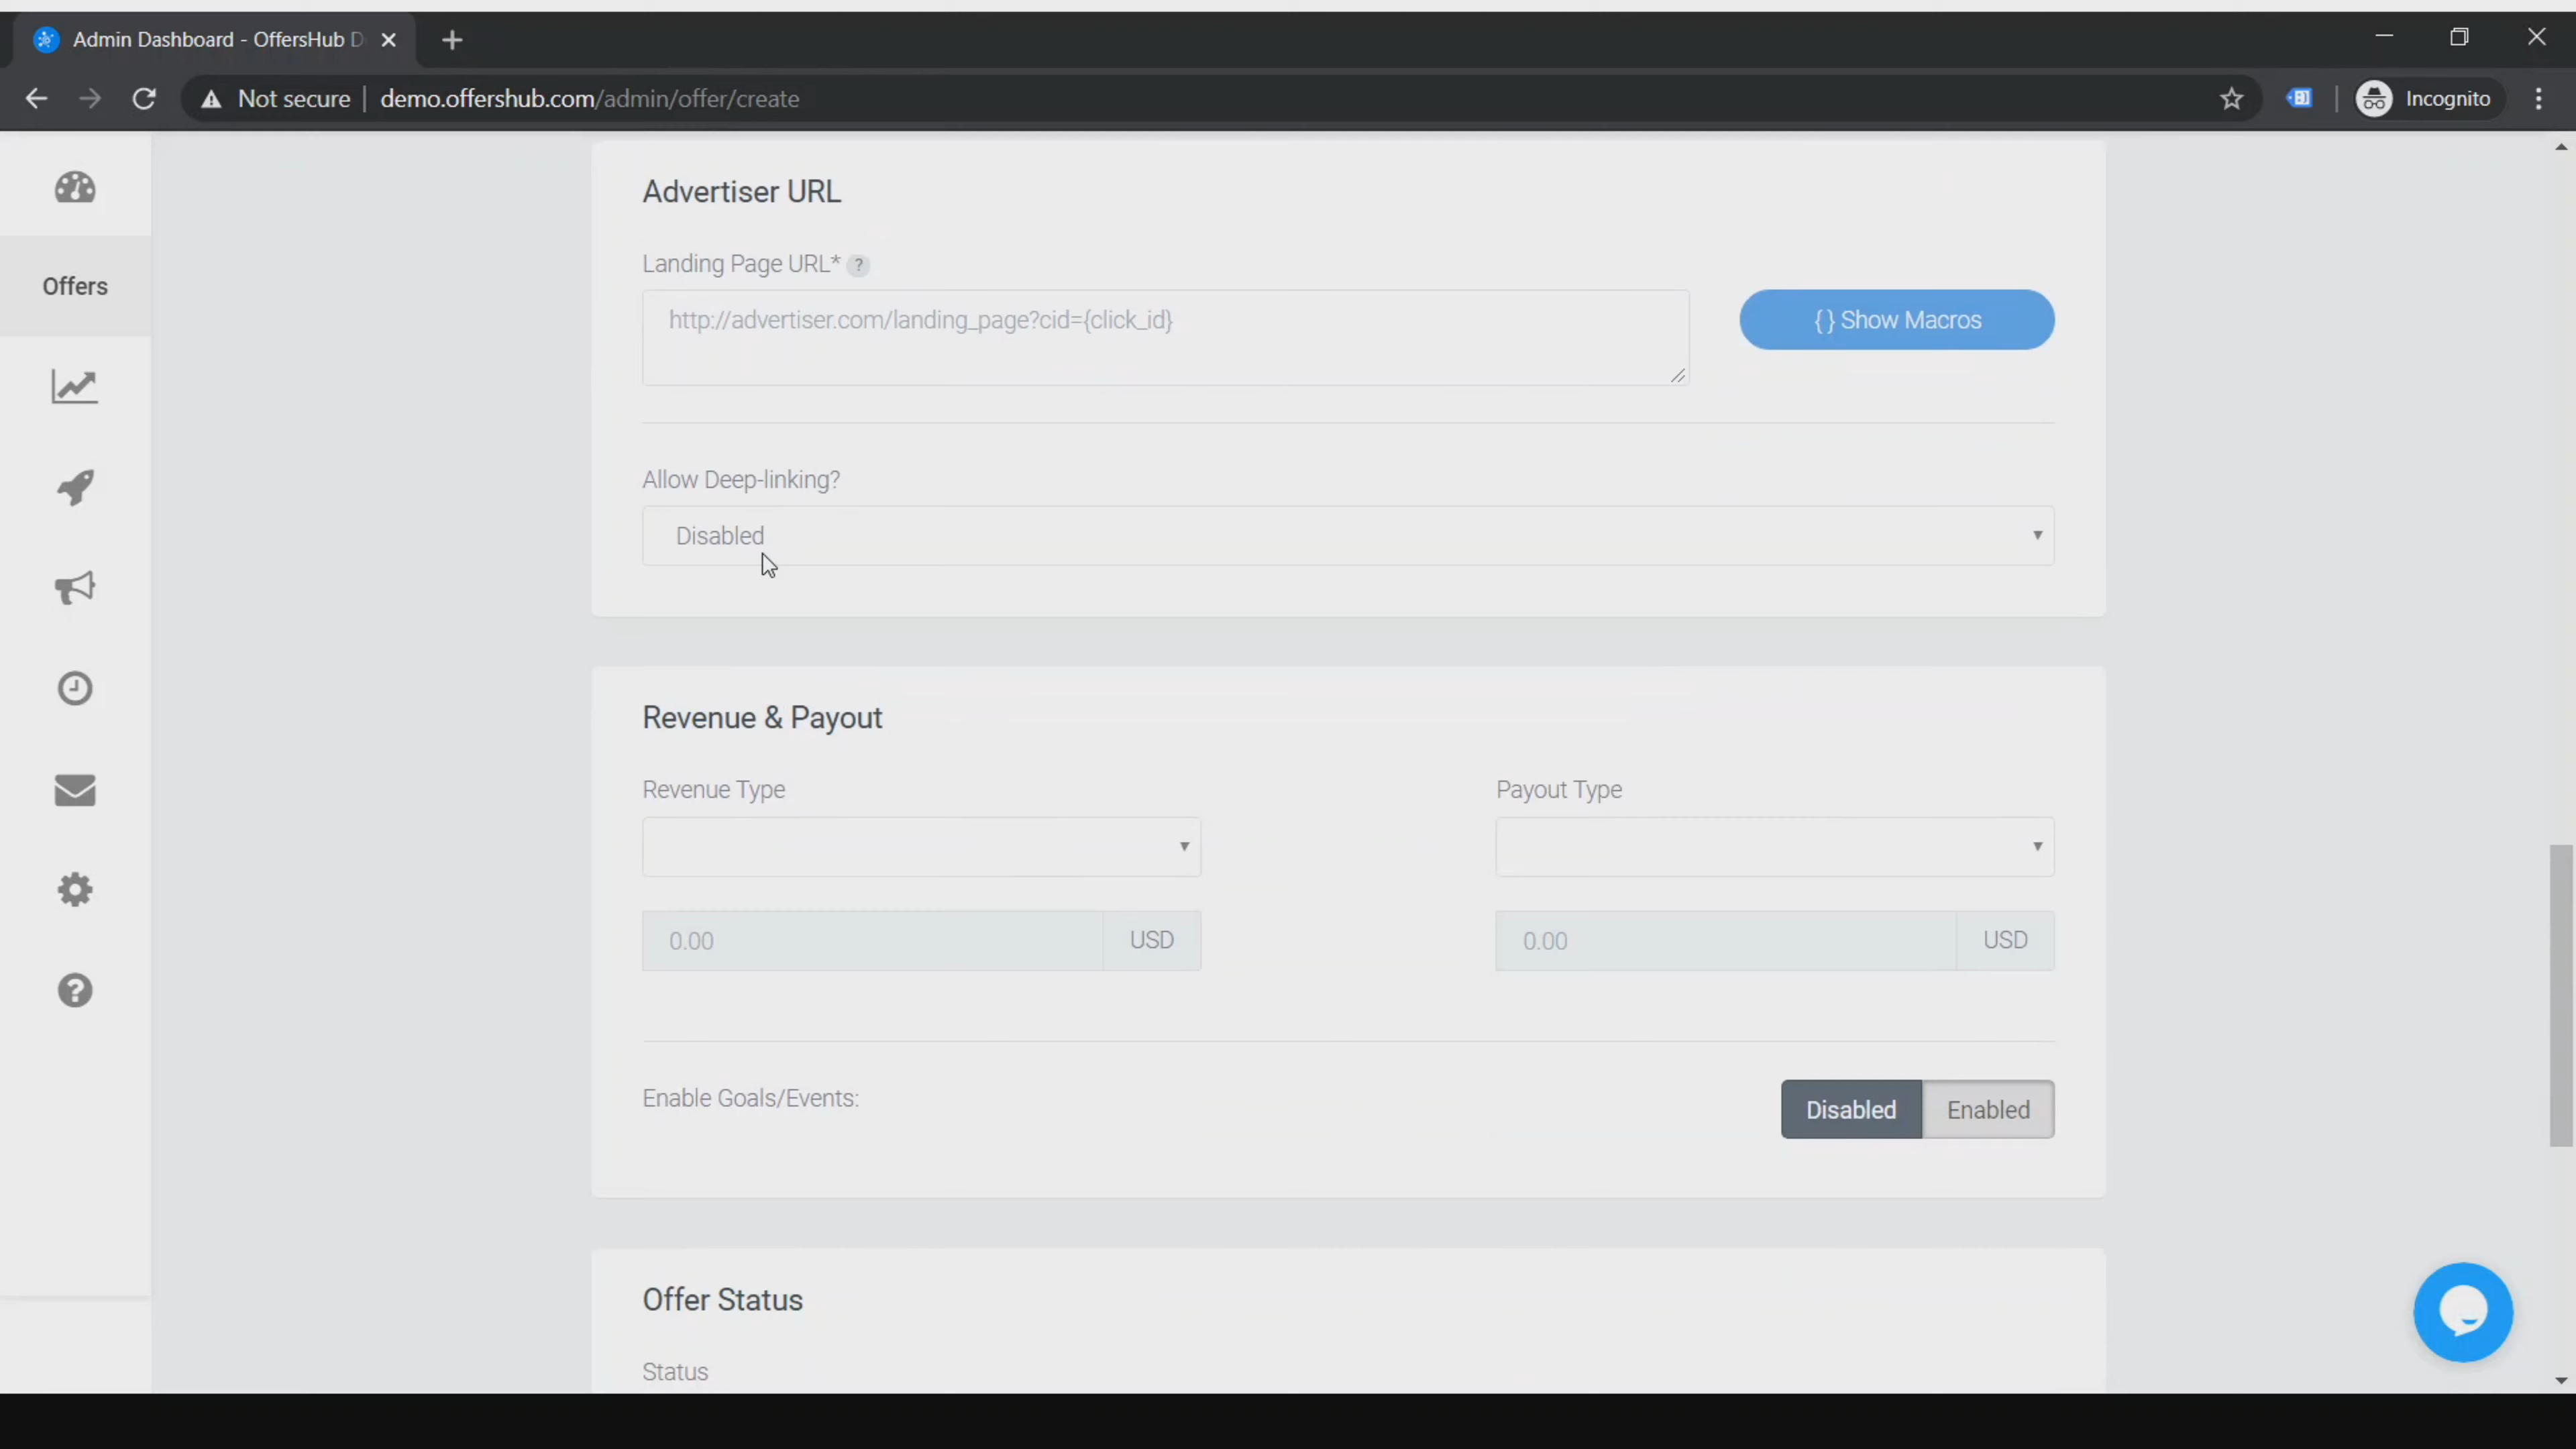 Admin Dashboard - OffersHub D
Not secure | demo.offershub.com/admin/offer/create
Incognito
Offers
Advertiser URL
Landing Page URL* ?
http://advertiser.com/landing_page?cid={click_id}
{ } Show Macros
Allow Deep-linking?
Disabled
Revenue & Payout
Revenue Type
Payout Type
0.00 USD
0.00 USD
Enable Goals/Events:
Disabled Enabled
Offer Status
Status